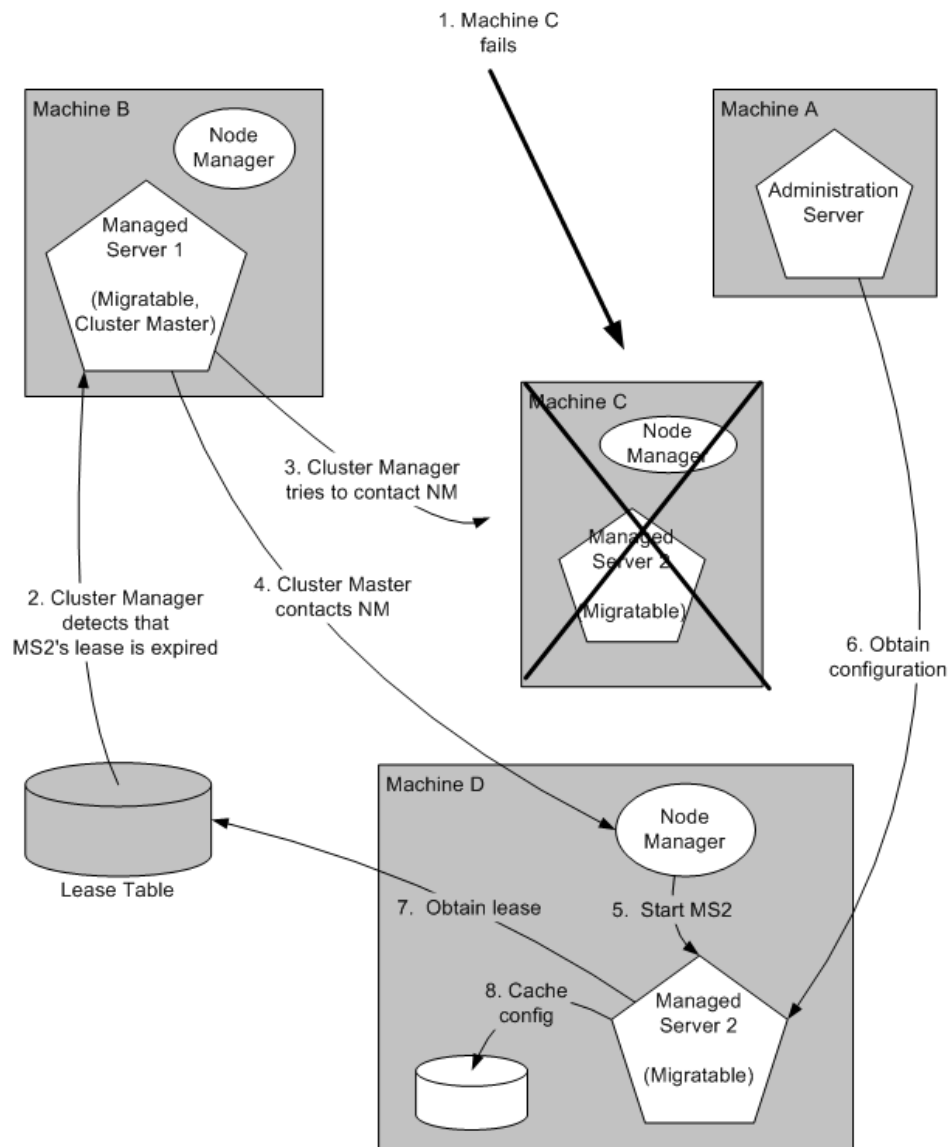 1. Machine C
fails
Machine B
Node
Manager
Managed
Server 1
(Migratable,
Cluster Master)
Machine A
Administration
Server
Machine C
Node
Manager
Managed
Server 2
(Migratable)
3. Cluster Manager
tries to contact NM
4. Cluster Master
contacts NM
2. Cluster Manager
detects that
MS2's lease is expired
6. Obtain
configuration
Lease Table
Machine D
Node
Manager
7. Obtain lease
5. Start MS2
8. Cache
config
Managed
Server 2
(Migratable)